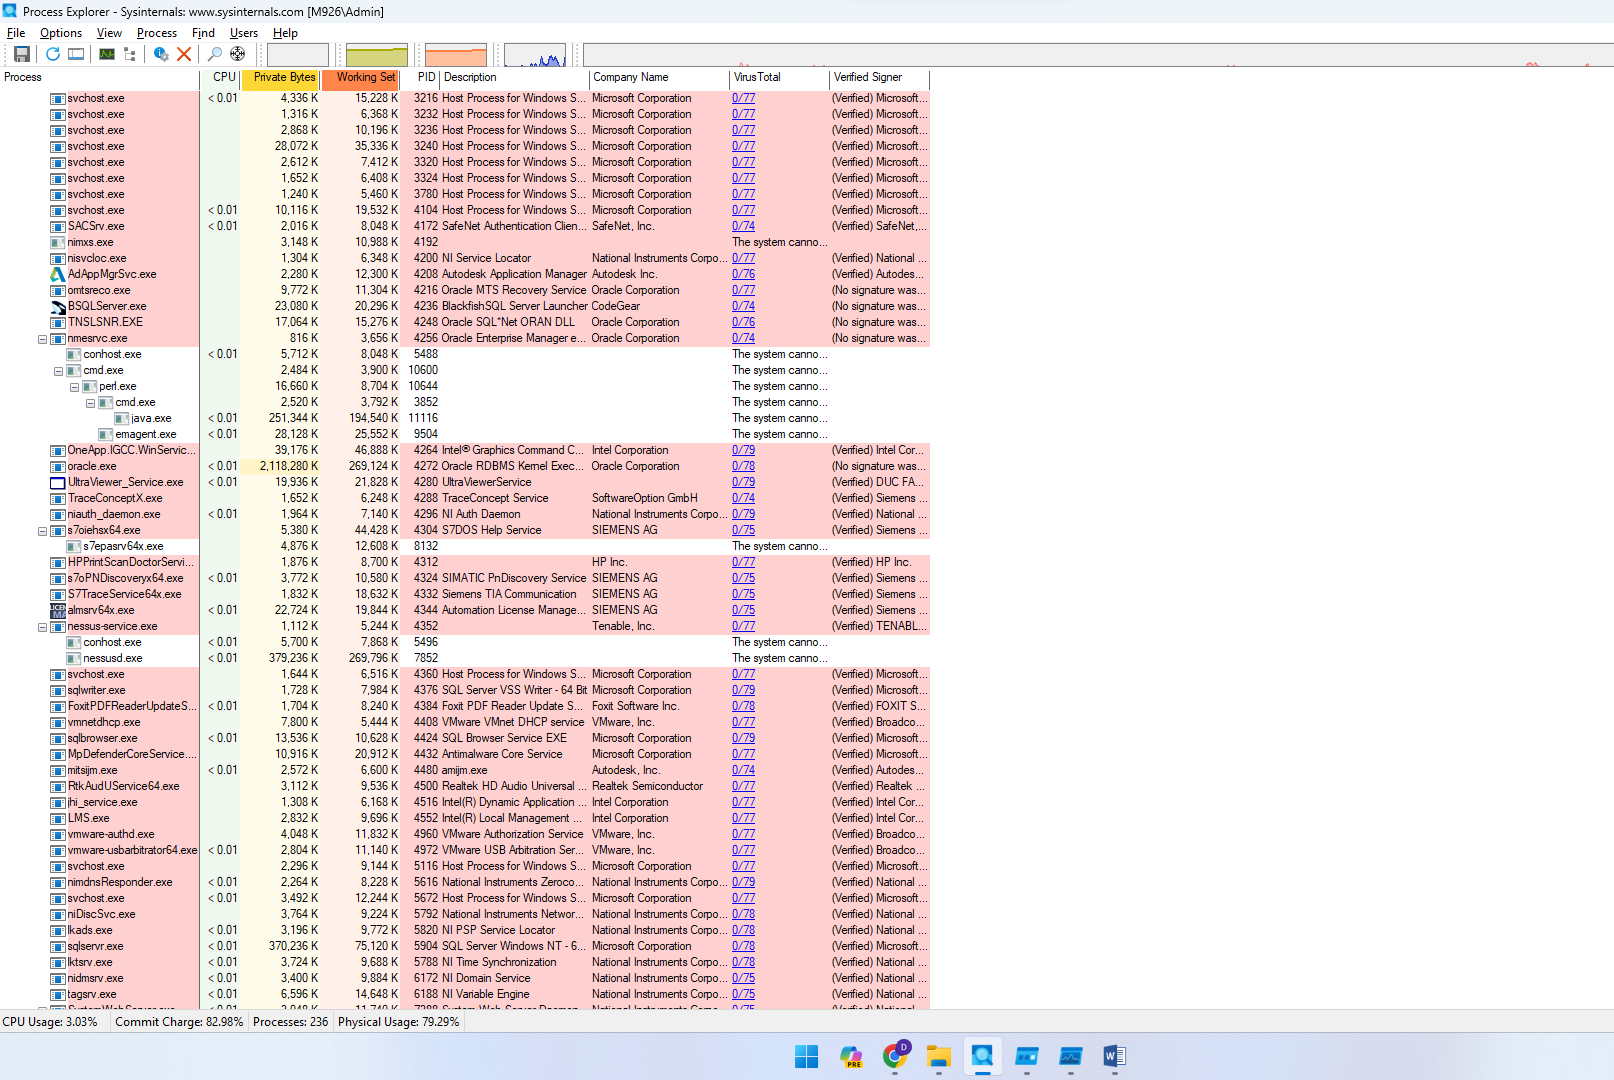 Process Explorer - Sysinternals: www.sysinternals.com [M926\Admin]
File Options View Process Find Users Help
Process CPU Private Bytes Working Set PID Description Company Name VirusTotal Verified Signer
svchost.exe < 0.01 4,336 K 15,228 K 3216 Host Process for Windows S... Microsoft Corporation 0/77 (Verified) Microsoft...
svchost.exe 1,316 K 6,368 K 3232 Host Process for Windows S... Microsoft Corporation 0/77 (Verified) Microsoft...
svchost.exe 2,868 K 10,196 K 3236 Host Process for Windows S... Microsoft Corporation 0/77 (Verified) Microsoft...
svchost.exe 28,072 K 35,336 K 3240 Host Process for Windows S... Microsoft Corporation 0/77 (Verified) Microsoft...
svchost.exe 2,612 K 7,412 K 3320 Host Process for Windows S... Microsoft Corporation 0/77 (Verified) Microsoft...
svchost.exe 1,652 K 6,408 K 3324 Host Process for Windows S... Microsoft Corporation 0/77 (Verified) Microsoft...
svchost.exe 1,240 K 5,460 K 3780 Host Process for Windows S... Microsoft Corporation 0/77 (Verified) Microsoft...
svchost.exe < 0.01 10,116 K 19,532 K 4104 Host Process for Windows S... Microsoft Corporation 0/77 (Verified) Microsoft...
SACSrv.exe < 0.01 2,016 K 8,048 K 4172 SafeNet Authentication Clien... SafeNet, Inc. 0/74 (Verified) SafeNet,...
nimxs.exe 3,148 K 10,988 K 4192 The system canno...
nisvcloc.exe 1,304 K 6,348 K 4200 NI Service Locator National Instruments Corpo... 0/77 (Verified) National ...
AdAppMgrSvc.exe 2,280 K 12,300 K 4208 Autodesk Application Manager Autodesk Inc. 0/76 (Verified) Autodes...
omtsreco.exe 9,772 K 11,304 K 4216 Oracle MTS Recovery Service Oracle Corporation 0/77 (No signature was...
BSQLServer.exe 23,080 K 20,296 K 4236 BlackfishSQL Server Launcher CodeGear 0/74 (No signature was...
TNSLSNR.EXE 17,064 K 15,276 K 4248 Oracle SQL*Net ORAN DLL Oracle Corporation 0/76 (No signature was...
nmesrvc.exe 816 K 3,656 K 4256 Oracle Enterprise Manager e... Oracle Corporation 0/74 (No signature was...
conhost.exe < 0.01 5,712 K 8,048 K 5488 The system canno...
cmd.exe 2,484 K 3,900 K 10600 The system canno...
perl.exe 16,660 K 8,704 K 10644 The system canno...
cmd.exe 2,520 K 3,792 K 3852 The system canno...
java.exe < 0.01 251,344 K 194,540 K 11116 The system canno...
emagent.exe < 0.01 28,128 K 25,552 K 9504 The system canno...
OneApp.IGCC.WinServic... 39,176 K 46,888 K 4264 Intel® Graphics Command C... Intel Corporation 0/79 (Verified) Intel Cor...
oracle.exe < 0.01 2,118,280 K 269,124 K 4272 Oracle RDBMS Kernel Exec... Oracle Corporation 0/78 (No signature was...
UltraViewer_Service.exe < 0.01 19,936 K 21,828 K 4280 UltraViewerService 0/79 (Verified) DUC FA...
TraceConceptX.exe 1,652 K 6,248 K 4288 TraceConcept Service SoftwareOption GmbH 0/74 (Verified) Siemens ...
niauth_daemon.exe < 0.01 1,964 K 7,140 K 4296 NI Auth Daemon National Instruments Corpo... 0/79 (Verified) National ...
s7oiehsx64.exe 5,380 K 44,428 K 4304 S7DOS Help Service SIEMENS AG 0/75 (Verified) Siemens ...
s7epasrv64x.exe 4,876 K 12,608 K 8132 The system canno...
HPPrintScanDoctorServi... 1,876 K 8,700 K 4312 HP Inc. 0/77 (Verified) HP Inc.
s7oPNDiscoveryx64.exe < 0.01 3,772 K 10,580 K 4324 SIMATIC PnDiscovery Service SIEMENS AG 0/75 (Verified) Siemens ...
S7TraceService64x.exe 1,832 K 18,632 K 4332 Siemens TIA Communication SIEMENS AG 0/75 (Verified) Siemens ...
almsrv64x.exe < 0.01 22,724 K 19,844 K 4344 Automation License Manage... SIEMENS AG 0/75 (Verified) Siemens ...
nessus-service.exe 1,112 K 5,244 K 4352 Tenable, Inc. 0/77 (Verified) TENABL...
conhost.exe < 0.01 5,700 K 7,868 K 5496 The system canno...
nessusd.exe < 0.01 379,236 K 269,796 K 7852 The system canno...
svchost.exe 1,644 K 6,516 K 4360 Host Process for Windows S... Microsoft Corporation 0/77 (Verified) Microsoft...
sqlwriter.exe 1,728 K 7,984 K 4376 SQL Server VSS Writer - 64 Bit Microsoft Corporation 0/79 (Verified) Microsoft...
FoxitPDFReaderUpdateS... < 0.01 1,704 K 8,240 K 4384 Foxit PDF Reader Update S... Foxit Software Inc. 0/78 (Verified) FOXIT S...
vmnetdhcp.exe 7,800 K 5,444 K 4408 VMware VMnet DHCP service VMware, Inc. 0/77 (Verified) Broadco...
sqlbrowser.exe < 0.01 13,536 K 10,628 K 4424 SQL Browser Service EXE Microsoft Corporation 0/79 (Verified) Microsoft...
MpDefenderCoreService.... 10,916 K 20,912 K 4432 Antimalware Core Service Microsoft Corporation 0/77 (Verified) Microsoft...
mitsijm.exe < 0.01 2,572 K 6,600 K 4480 amijm.exe Autodesk, Inc. 0/74 (Verified) Autodes...
RtkAudUService64.exe 3,112 K 9,536 K 4500 Realtek HD Audio Universal ... Realtek Semiconductor 0/77 (Verified) Realtek ...
jhi_service.exe 1,308 K 6,168 K 4516 Intel(R) Dynamic Application ... Intel Corporation 0/77 (Verified) Intel Cor...
LMS.exe 2,832 K 9,696 K 4552 Intel(R) Local Management ... Intel Corporation 0/77 (Verified) Intel Cor...
vmware-authd.exe 4,048 K 11,832 K 4960 VMware Authorization Service VMware, Inc. 0/77 (Verified) Broadco...
vmware-usbarbitrator64.exe < 0.01 2,804 K 11,140 K 4972 VMware USB Arbitration Ser... VMware, Inc. 0/77 (Verified) Broadco...
svchost.exe 2,296 K 9,144 K 5116 Host Process for Windows S... Microsoft Corporation 0/77 (Verified) Microsoft...
nimdnsResponder.exe < 0.01 2,264 K 8,228 K 5616 National Instruments Zeroco... National Instruments Corpo... 0/79 (Verified) National ...
svchost.exe < 0.01 3,492 K 12,244 K 5672 Host Process for Windows S... Microsoft Corporation 0/77 (Verified) Microsoft...
niDiscSvc.exe 3,764 K 9,224 K 5792 National Instruments Networ... National Instruments Corpo... 0/78 (Verified) National ...
lkads.exe < 0.01 3,196 K 9,772 K 5820 NI PSP Service Locator National Instruments Corpo... 0/78 (Verified) National ...
sqlservr.exe < 0.01 370,236 K 75,120 K 5904 SQL Server Windows NT - 6... Microsoft Corporation 0/78 (Verified) Microsoft...
lktsrv.exe < 0.01 3,724 K 9,688 K 5788 NI Time Synchronization National Instruments Corpo... 0/78 (Verified) National ...
nidmsrv.exe < 0.01 3,400 K 9,884 K 6172 NI Domain Service National Instruments Corpo... 0/75 (Verified) National ...
tagsrv.exe < 0.01 6,596 K 14,648 K 6188 NI Variable Engine National Instruments Corpo... 0/75 (Verified) National ...
CPU Usage: 3.03% Commit Charge: 82.98% Processes: 236 Physical Usage: 79.29%
PRE
D